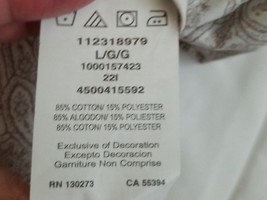 112318979
L/G/G
1000157423
22I
4500415592
85% COTTON/ 15% POLYESTER
85% ALGODON/ 15% POLIESTER
85% COTON/ 15% POLYESTER
Exclusive of Decoration
Excepto Decoracion
Garniture Non Comprise
RN 130273 CA 55394